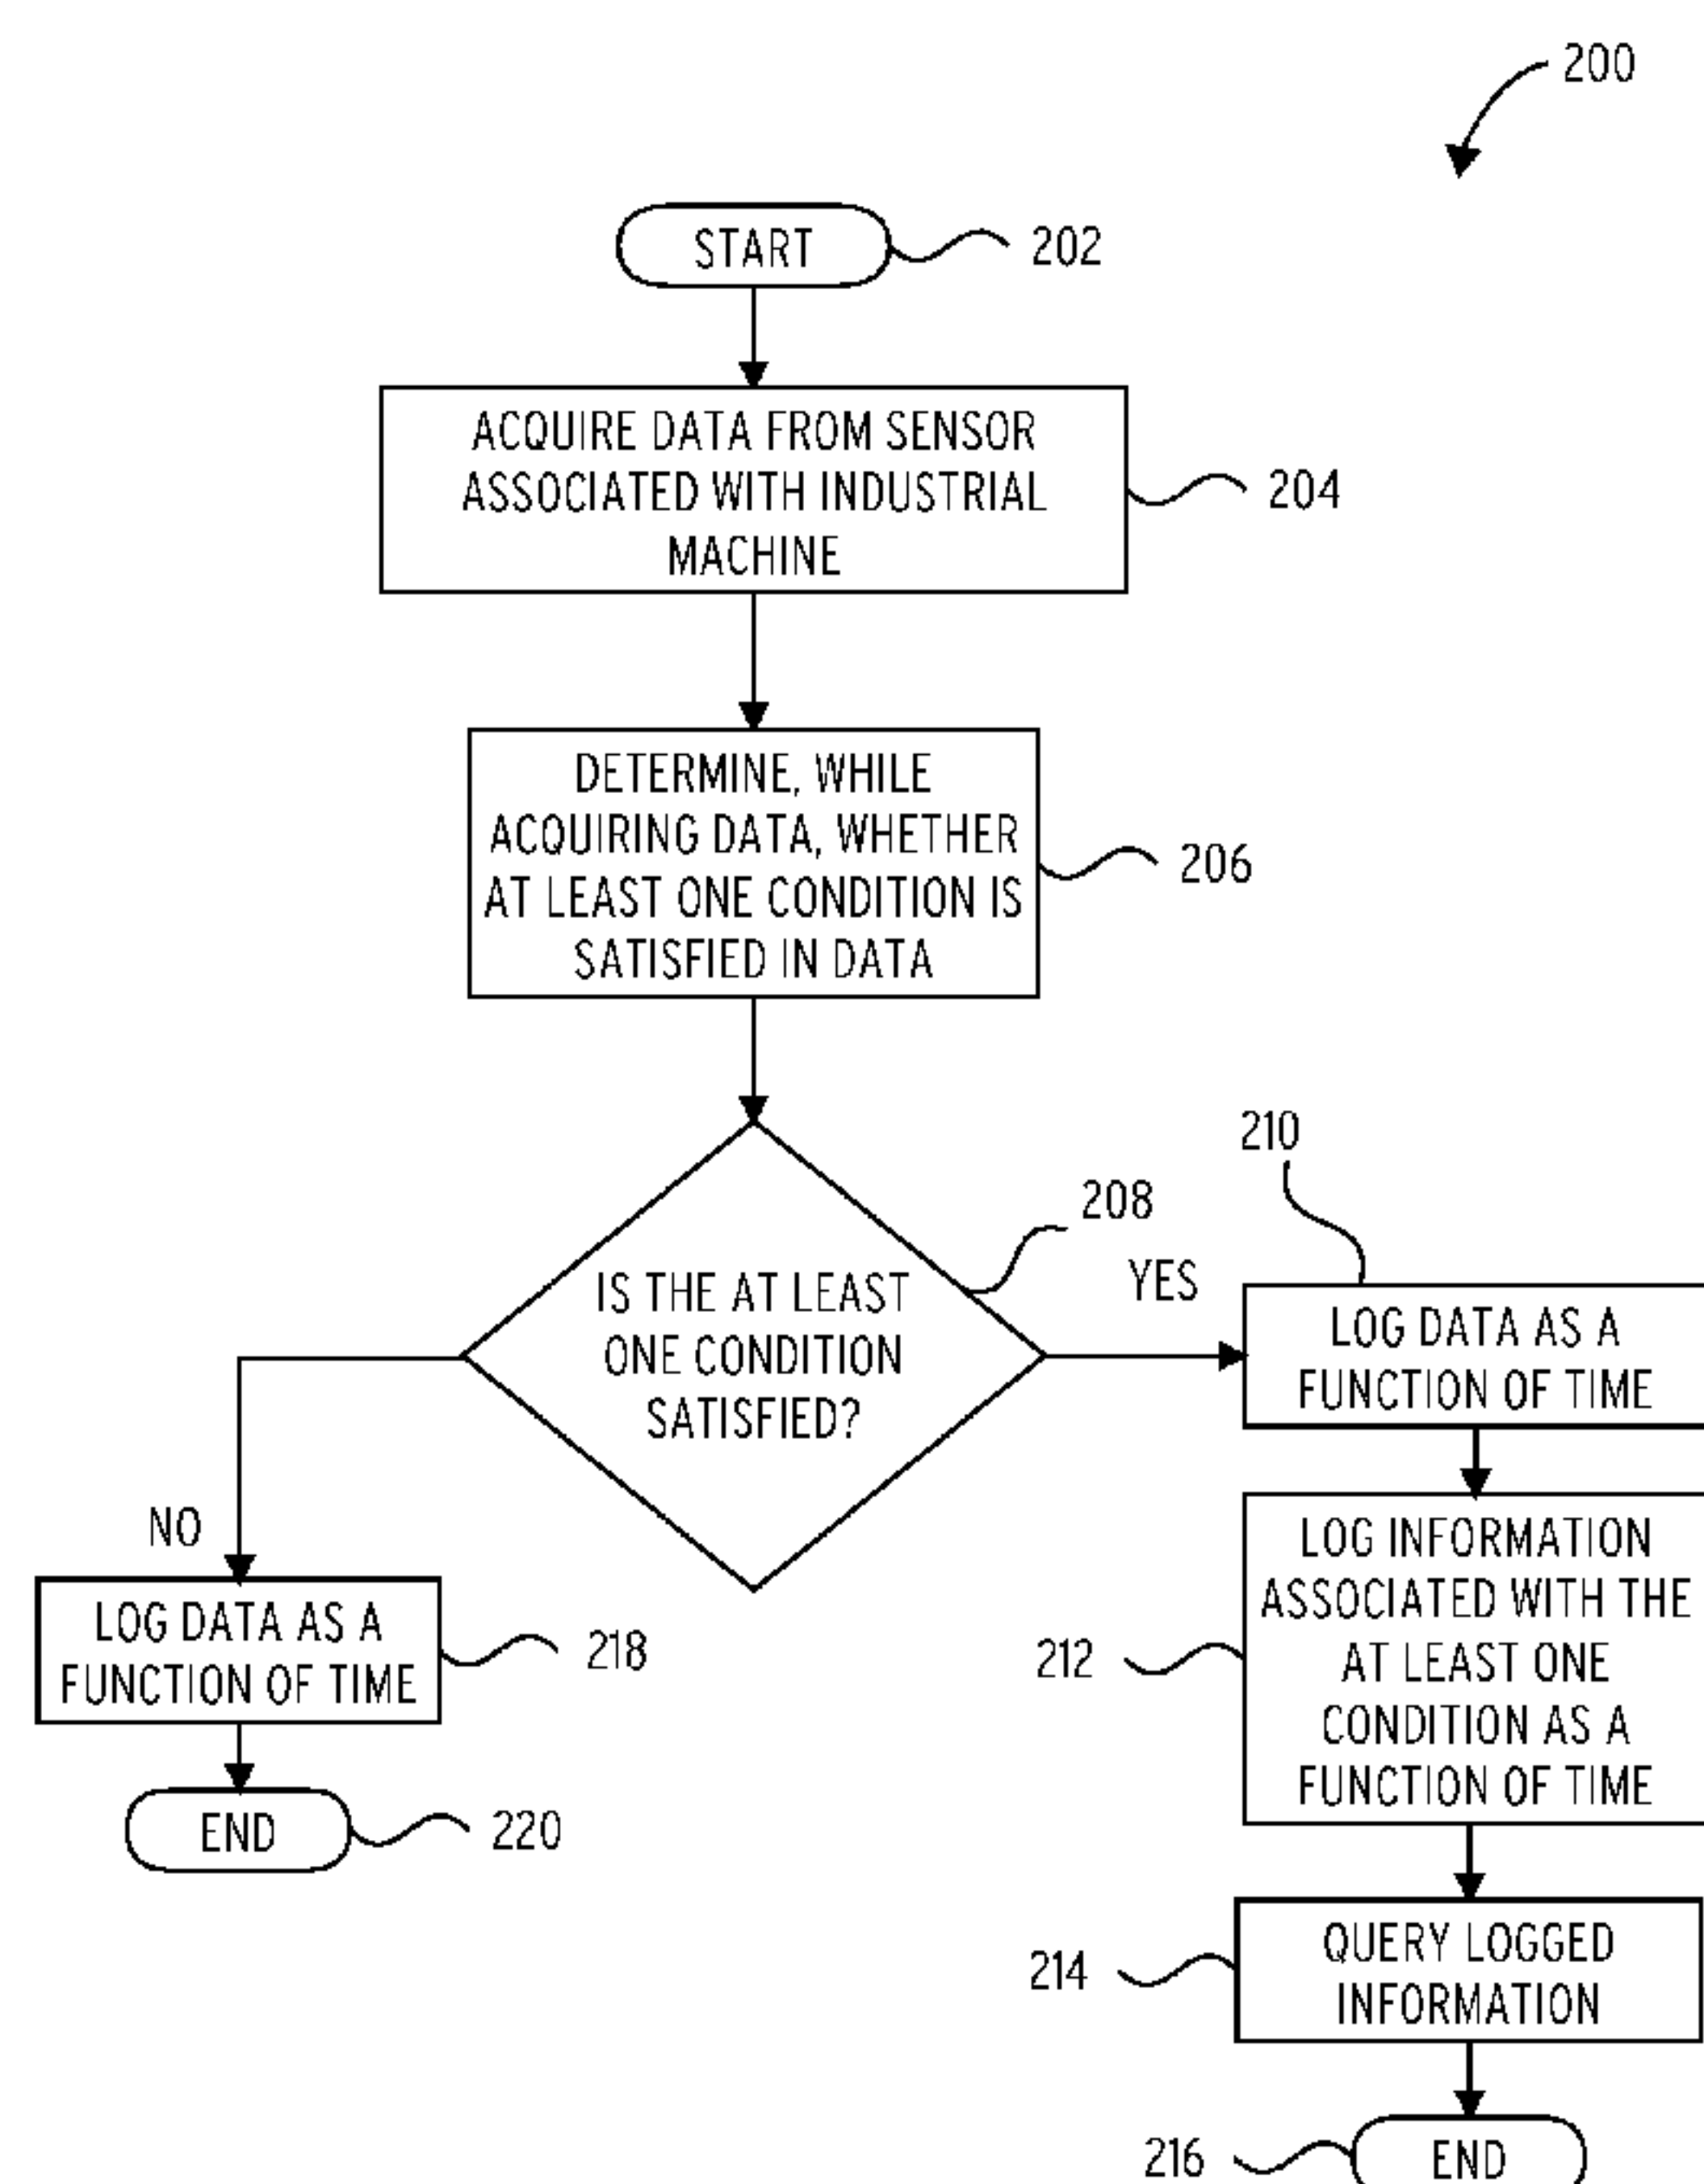 200
START
202
ACQUIRE DATA FROM SENSOR
ASSOCIATED WITH INDUSTRIAL
MACHINE
204
DETERMINE, WHILE
ACQUIRING DATA, WHETHER
AT LEAST ONE CONDITION IS
SATISFIED IN DATA
206
IS THE AT LEAST
ONE CONDITION
SATISFIED?
208
YES
210
LOG DATA AS A
FUNCTION OF TIME
NO
LOG DATA AS A
FUNCTION OF TIME
218
END
220
LOG INFORMATION
ASSOCIATED WITH THE
AT LEAST ONE
CONDITION AS A
FUNCTION OF TIME
212
QUERY LOGGED
INFORMATION
214
END
216